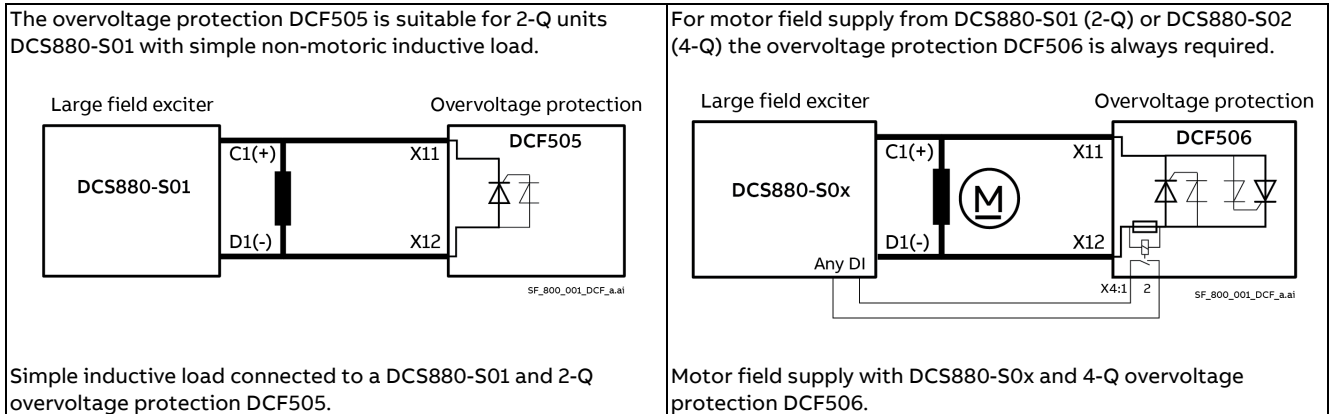 The overvoltage protection DCF505 is suitable for 2-Q units
DCS880-S01 with simple non-motoric inductive load.
Large field exciter
Overvoltage protection
DCF505
C1(+)
X11
DCS880-S01
D1(-)
X12
SF_800_001_DCF_a.ai
Simple inductive load connected to a DCS880-S01 and 2-Q
overvoltage protection DCF505.
For motor field supply from DCS880-S01 (2-Q) or DCS880-S02
(4-Q) the overvoltage protection DCF506 is always required.
Large field exciter
Overvoltage protection
DCF506
C1(+)
X11
DCS880-S0x
M
D1(-)
X12
Any DI
X4:1 2
SF_800_001_DCF_a.ai
Motor field supply with DCS880-S0x and 4-Q overvoltage
protection DCF506.